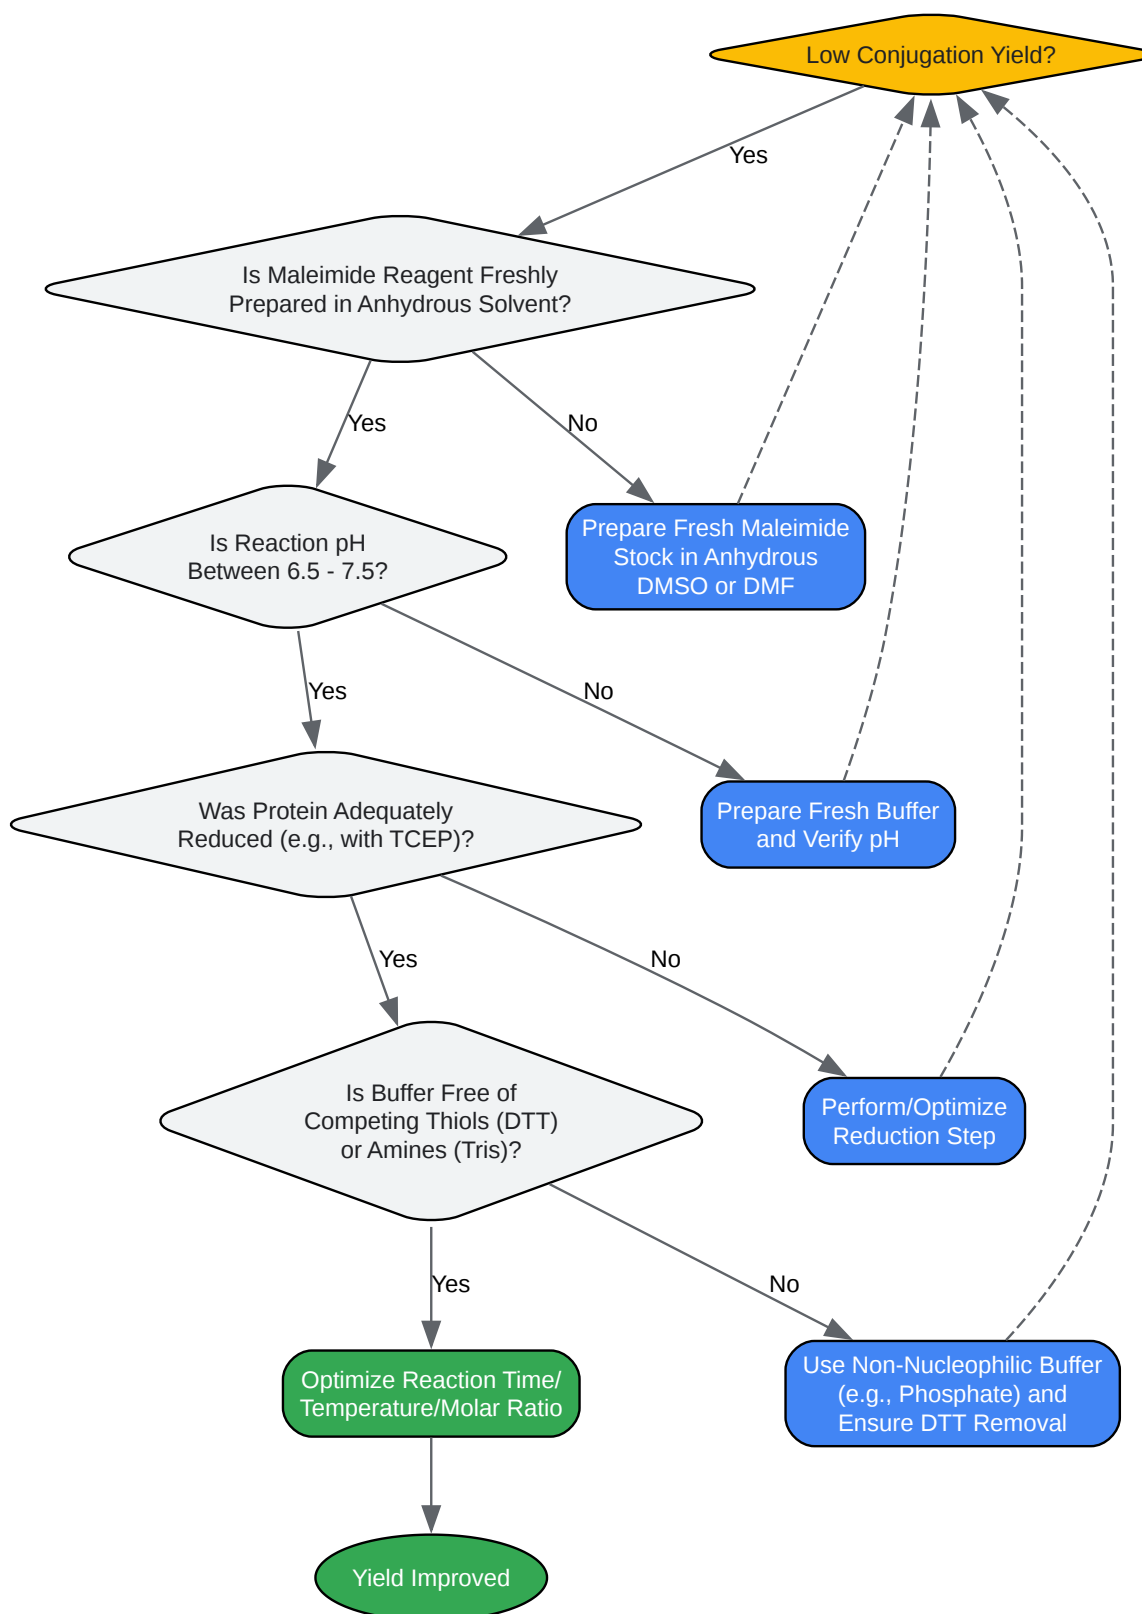 Low Conjugation Yield?
Yes
Is Maleimide Reagent Freshly
Prepared in Anhydrous Solvent?
Yes
No
Prepare Fresh Maleimide
Stock in Anhydrous
DMSO or DMF
Is Reaction pH
Between 6.5 - 7.5?
Yes
No
Prepare Fresh Buffer
and Verify pH
Was Protein Adequately
Reduced (e.g., with TCEP)?
Yes
No
Perform/Optimize
Reduction Step
Is Buffer Free of
Competing Thiols (DTT)
or Amines (Tris)?
Yes
No
Use Non-Nucleophilic Buffer
(e.g., Phosphate) and
Ensure DTT Removal
Optimize Reaction Time/
Temperature/Molar Ratio
Yield Improved